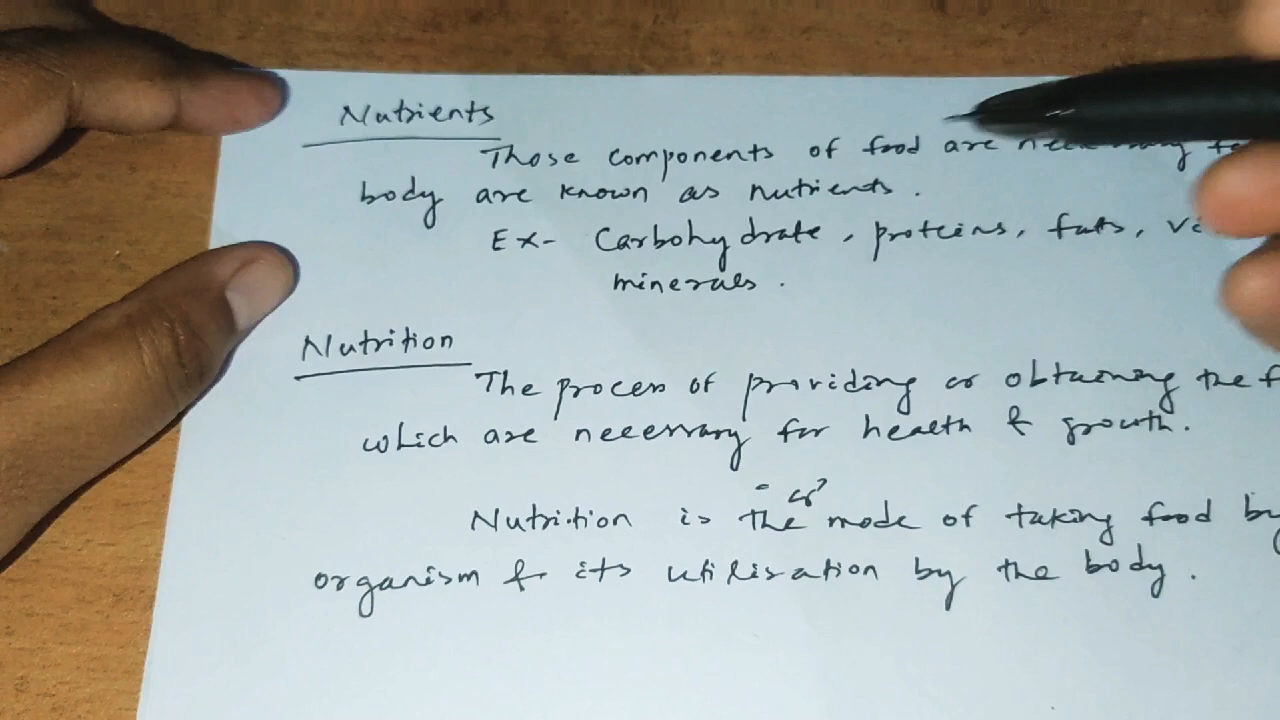 Nutrients
Those components of food are
body are known as nutrients.
Ex- Carbohydrate, proteins, fats,
minerals.
Nutrition
The process of providing or obtaining the
which are necessary for health & growth.
- or
Nutrition is the mode of taking food by
organism & its utilisation by the body.